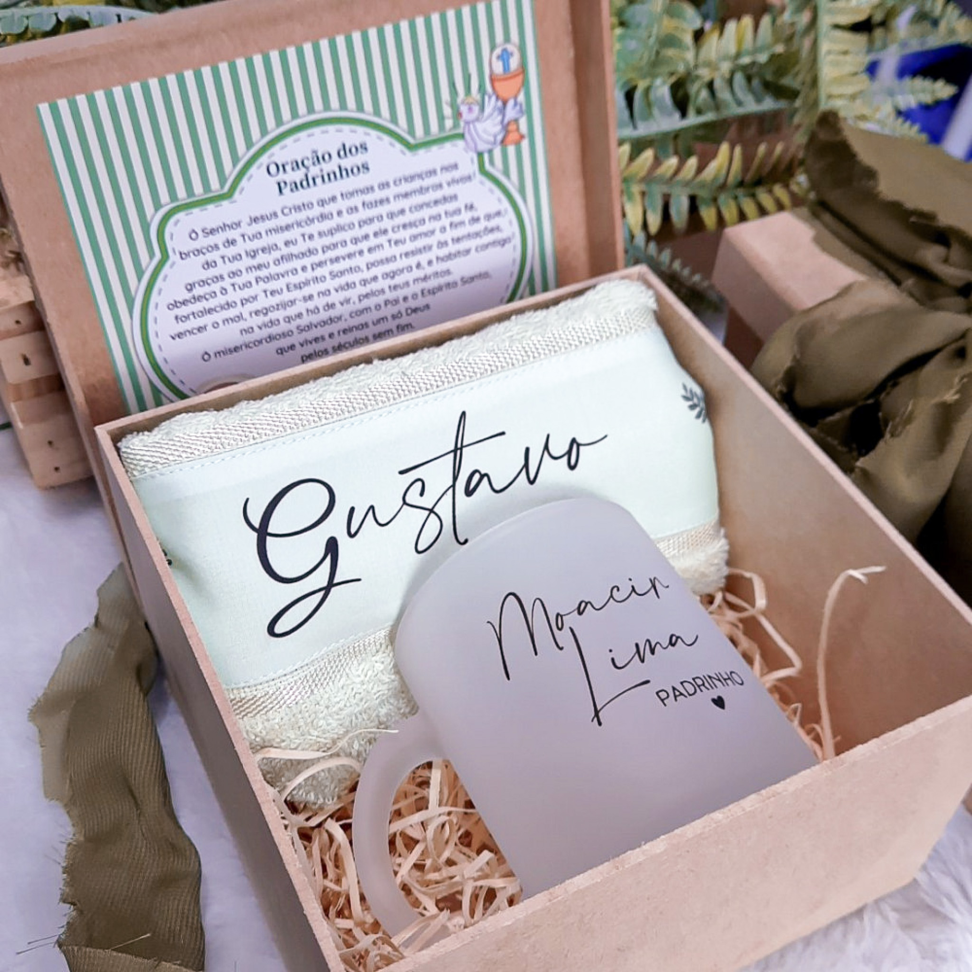 Oração dos
Padrinhos
Ó Senhor Jesus Cristo que tomas as crianças nos
braços de Tua misericórdia e as fazes membros vivos!
da Tua Igreja, eu Te suplico para que concedas
graças ao meu afilhado para que ele cresça na tua fé,
obedeça à Tua Palavra e persevere em Teu amor a fim de que,
fortalecido por Teu Espírito Santo, possa resistir às tentações,
vencer o mal, regozijar-se na vida que agora é, e habitar contigo
na vida que há de vir, pelos teus méritos.
Ó misericordioso Salvador, com o Pai e o Espírito Santo,
que vives e reinas um só Deus
pelos séculos sem fim.
Gustavo
Moacir
Lima
PADRINHO